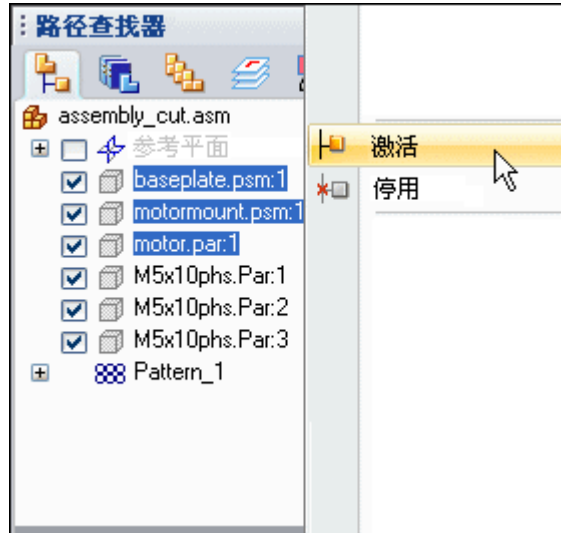 路径查找器
assembly_cut.asm
参考平面
baseplate.psm:1
motormount.psm:1
motor.par:1
M5x10phs.Par:1
M5x10phs.Par:2
M5x10phs.Par:3
Pattern_1
激活
停用